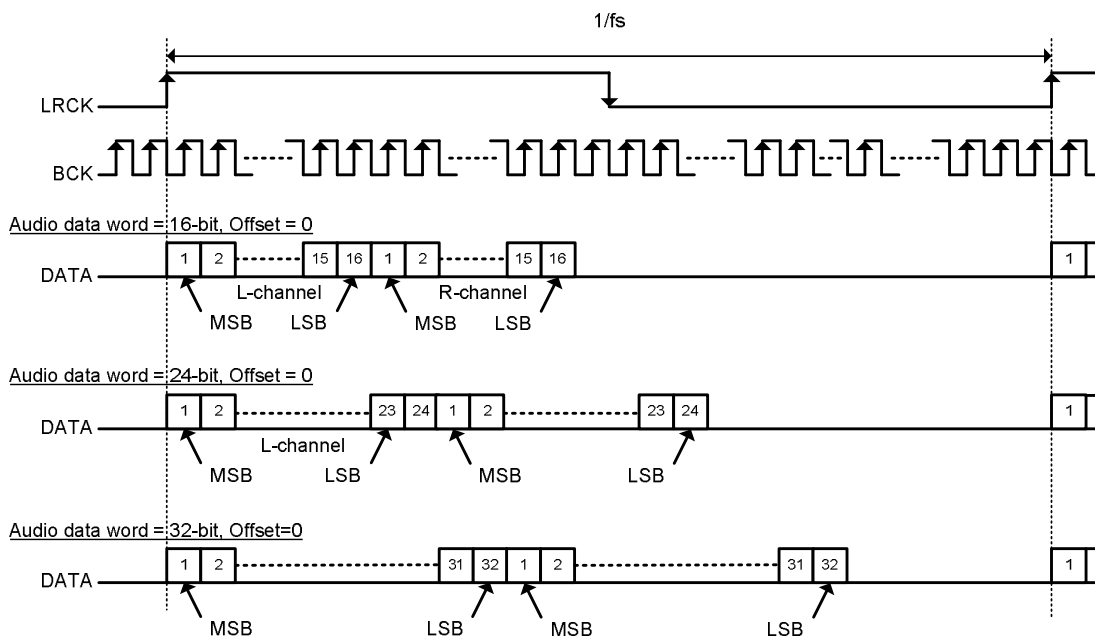 1/fs
LRCK
BCK
Audio data word = 16-bit, Offset = 0
DATA 1 2 15 16 1 2 15 16 1
L-channel R-channel
MSB LSB MSB LSB
Audio data word = 24-bit, Offset = 0
DATA 1 2 23 24 1 2 23 24 1
L-channel
MSB LSB MSB LSB
Audio data word = 32-bit, Offset=0
DATA 1 2 31 32 1 2 31 32 1
MSB LSB MSB LSB